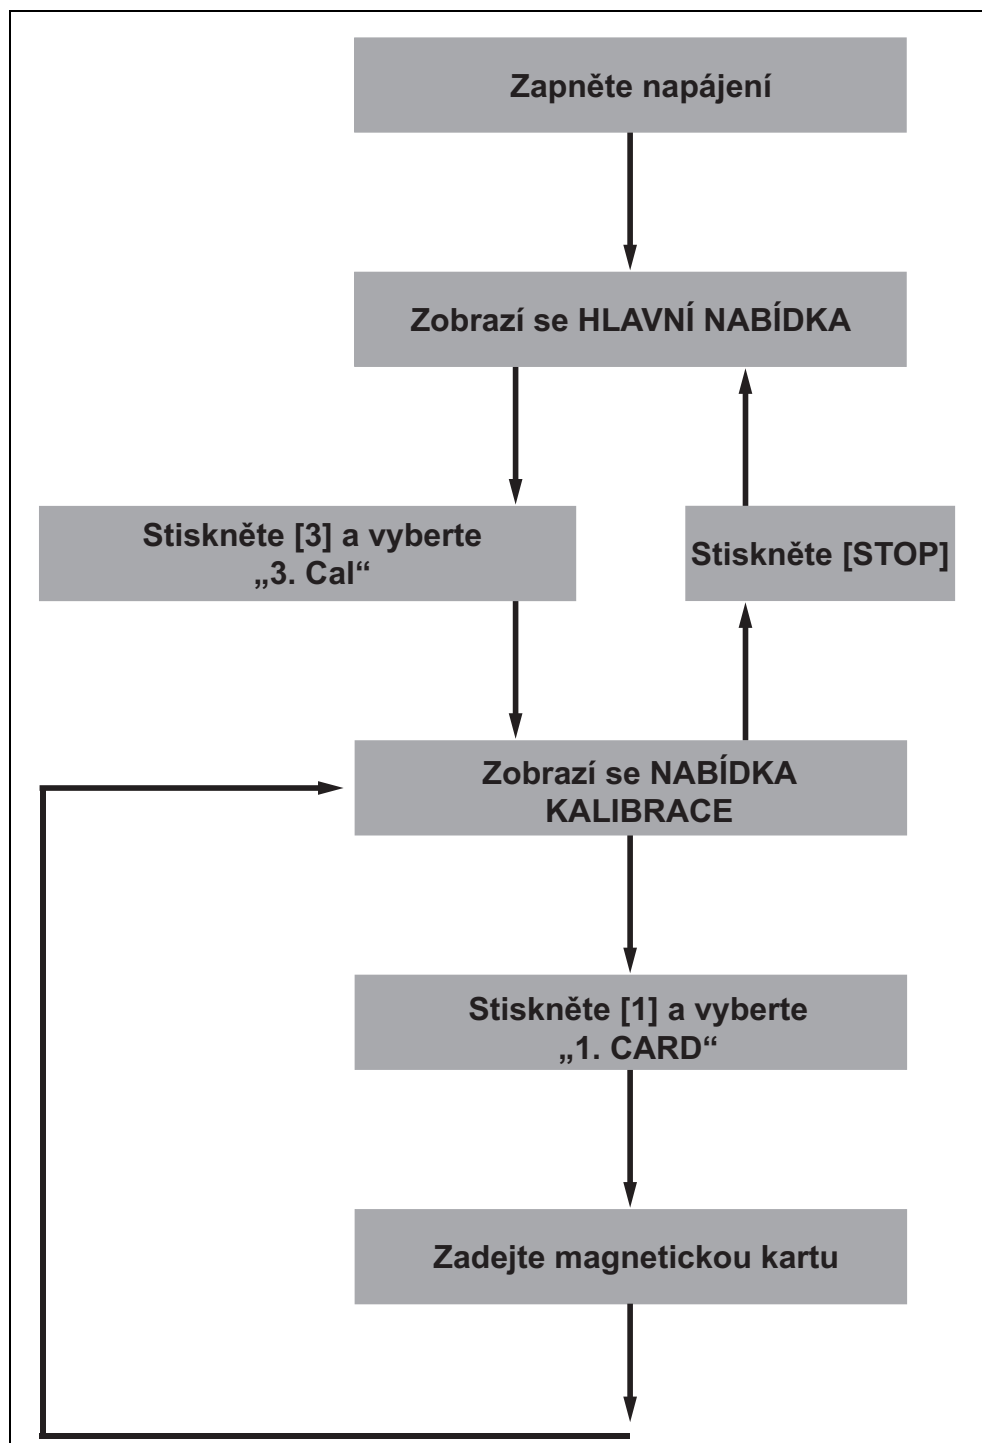 Zapněte napájení
Zobrazí se HLAVNÍ NABÍDKA
Stiskněte [3] a vyberte
„3. Cal“
Stiskněte [STOP]
Zobrazí se NABÍDKA
KALIBRACE
Stiskněte [1] a vyberte
„1. CARD“
Zadejte magnetickou kartu